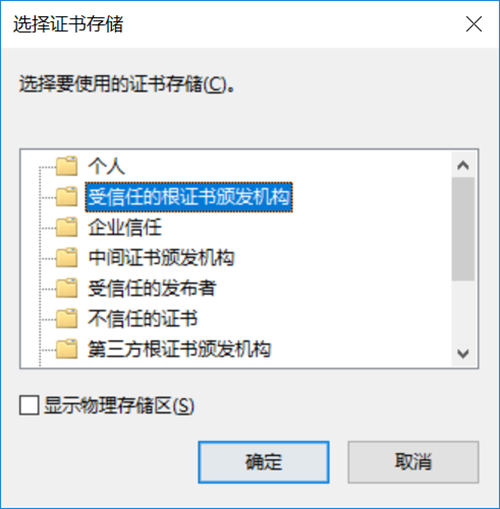 选择证书存储
选择要使用的证书存储(C)。
个人
受信任的根证书颁发机构
企业信任
中间证书颁发机构
受信任的发布者
不信任的证书
第三方根证书颁发机构
显示物理存储区(S)
确定
取消